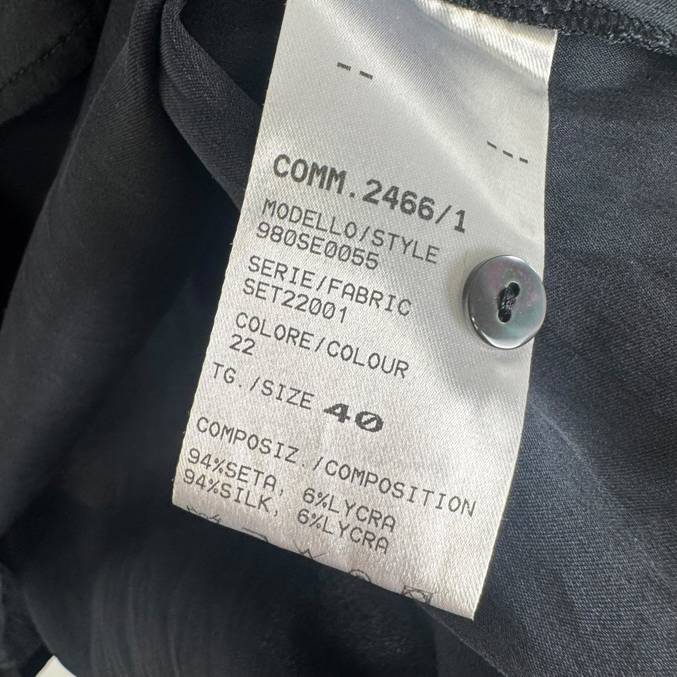 --
---
COMM.2466/1
MODELLO/STYLE
980SE0055
SERIE/FABRIC
SET22001
COLORE/COLOUR
22
TG./SIZE 40
COMPOSIZ./COMPOSITION
94%SETA, 6%LYCRA
94%SILK, 6%LYCRA